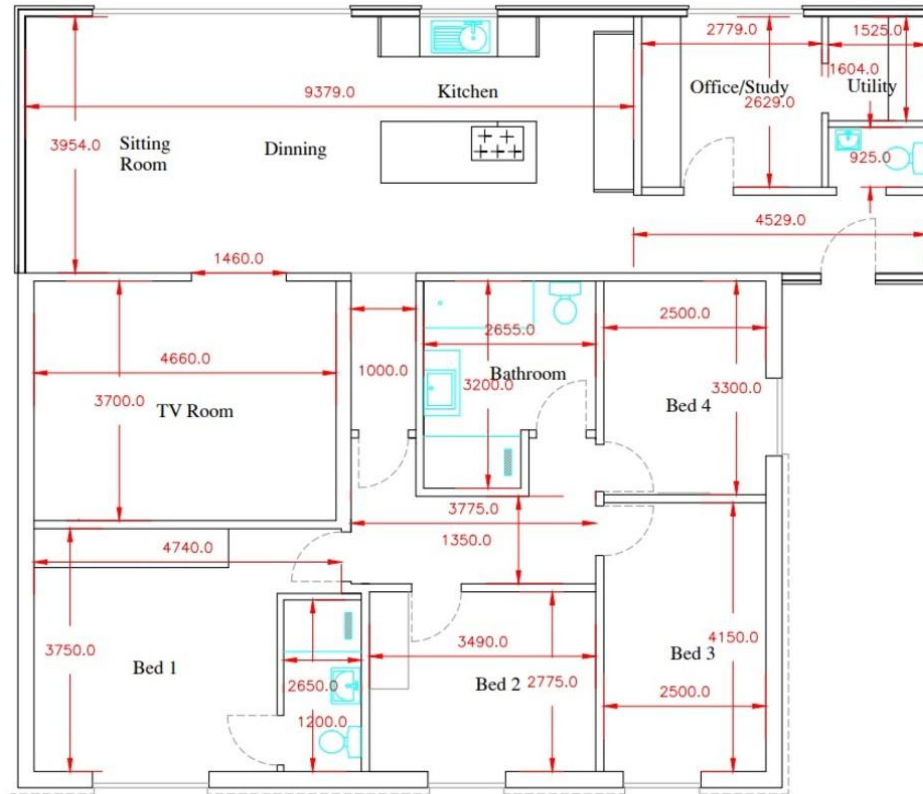 2779.0
1525.0
Kitchen
Office/Study
1604.0
Utility
9379.0
2629.0
3954.0
Sitting
Room
Dinning
925.0
4529.0
1460.0
2655.0
2500.0
4660.0
1000.0
Bathroom
3200.0
3300.0
3700.0
TV Room
Bed 4
3775.0
4740.0
1350.0
3750.0
3490.0
4150.0
Bed 1
2650.0
Bed 2
2775.0
Bed 3
2500.0
1200.0